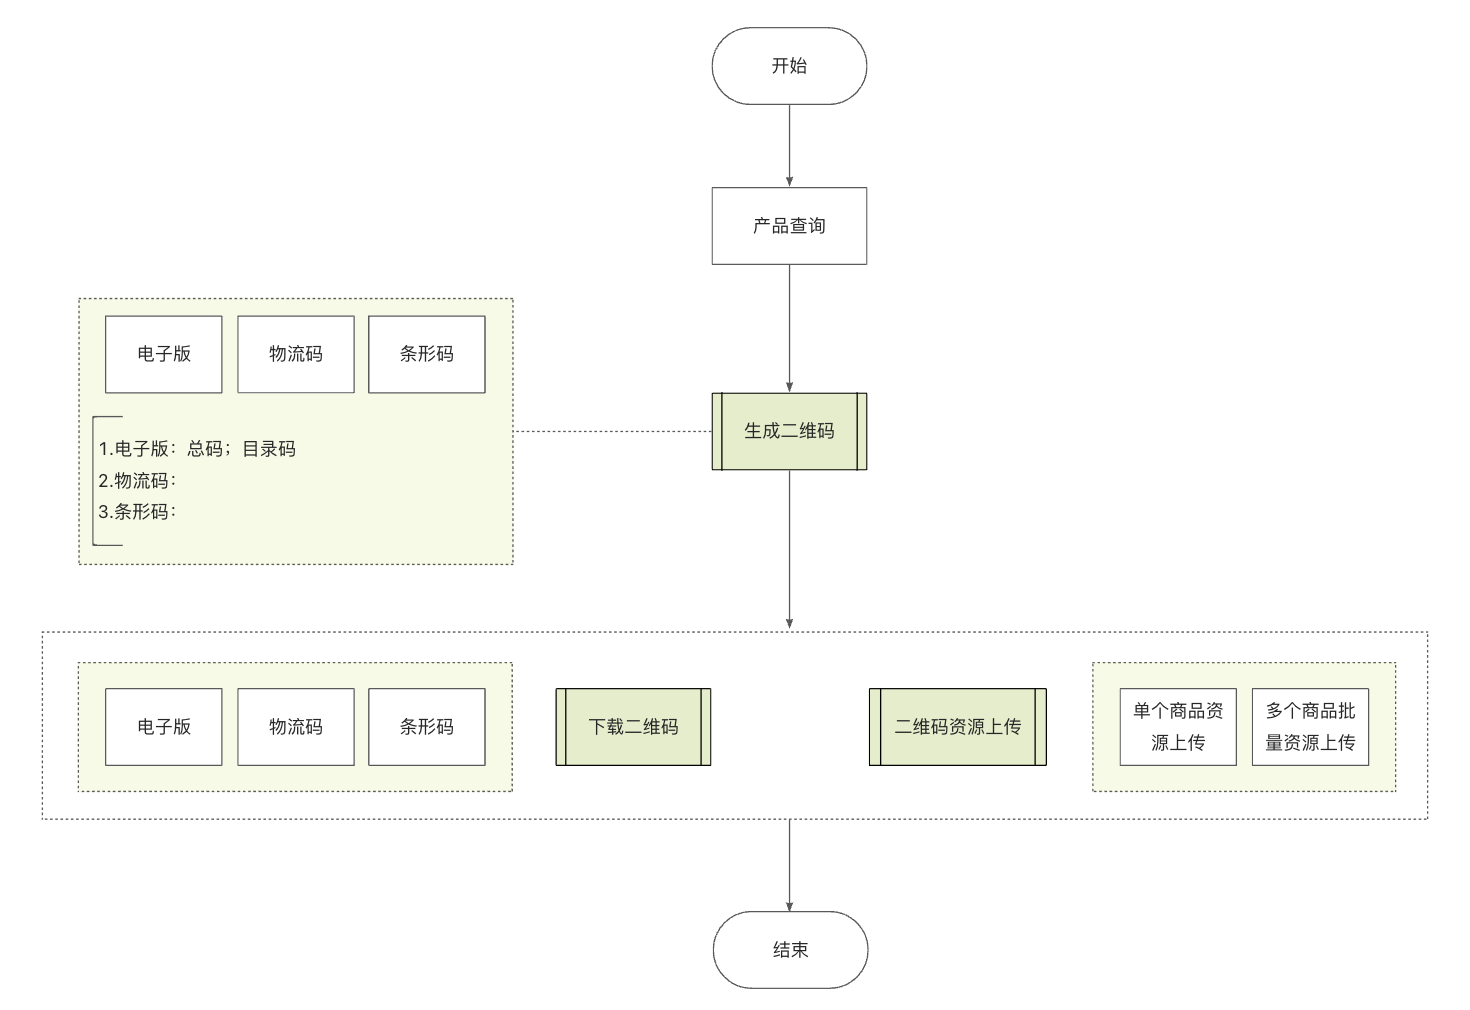 开始
产品查询
电子版
物流码
条形码
1.电子版：总码；目录码
2.物流码：
3.条形码：
生成二维码
电子版
物流码
条形码
下载二维码
二维码资源上传
单个商品资
源上传
多个商品批
量资源上传
结束